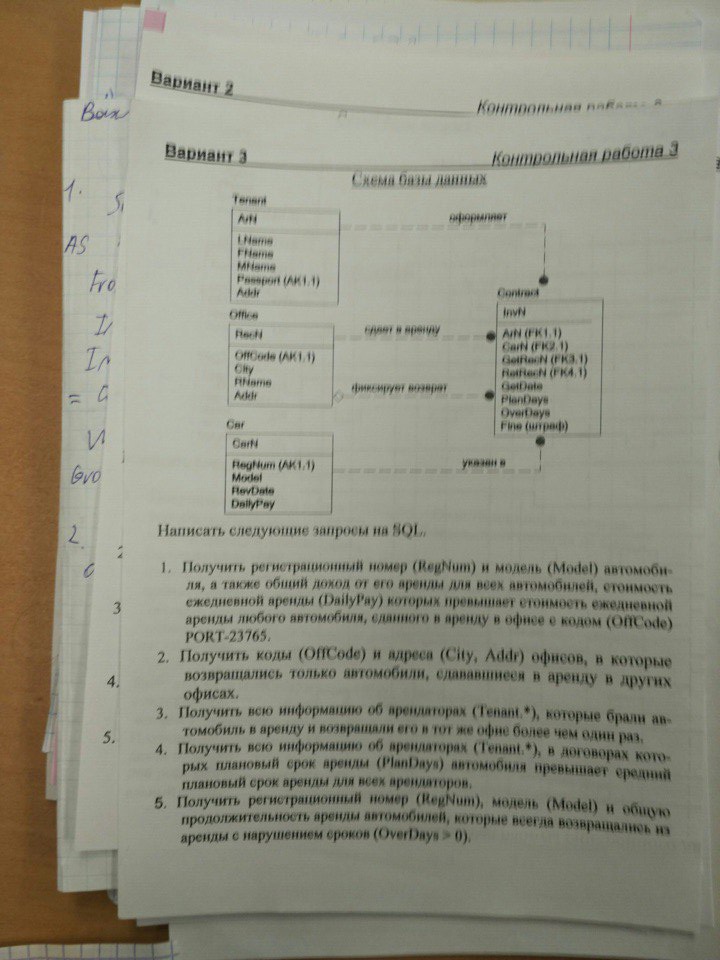 Вариант 2
Контрольная работа
Вариант 3
Контрольная работа 3
Схема базы данных
Tenant
ArN
LName
FName
MName
Passport (AK1.1)
Addr
оформляет
Office
RecN
OffCode (AK1.1)
City
RName
Addr
сдает в аренду
фиксирует возврат
Contract
InvN
ArN (FK1.1)
CarN (FK2.1)
GetRecN (FK3.1)
RetRecN (FK4.1)
GetDate
PlanDays
OverDays
Fine (штраф)
Car
CarN
RegNum (AK1.1)
Model
RevDate
DailyPay
указан в
Написать следующие запросы на SQL.
1. Получить регистрационный номер (RegNum) и модель (Model) автомоби-
ля, а также общий доход от его аренды для всех автомобилей, стоимость
ежедневной аренды (DailyPay) которых превышает стоимость ежедневной
аренды любого автомобиля, сданного в аренду в офисе с кодом (OffCode)
PORT-23765.
2. Получить коды (OffCode) и адреса (City, Addr) офисов, в которые
возвращались только автомобили, сдававшиеся в аренду в других
офисах.
3. Получить всю информацию об арендаторах (Tenant.*), которые брали ав-
томобиль в аренду и возвращали его в тот же офис более чем один раз.
4. Получить всю информацию об арендаторах (Tenant.*), в договорах кото-
рых плановый срок аренды (PlanDays) автомобиля превышает средний
плановый срок аренды для всех арендаторов.
5. Получить регистрационный номер (RegNum), модель (Model) и общую
продолжительность аренды автомобилей, которые всегда возвращались из
аренды с нарушением сроков (OverDays > 0).
1.
AS
Fro
=
2.
3
4.
5.